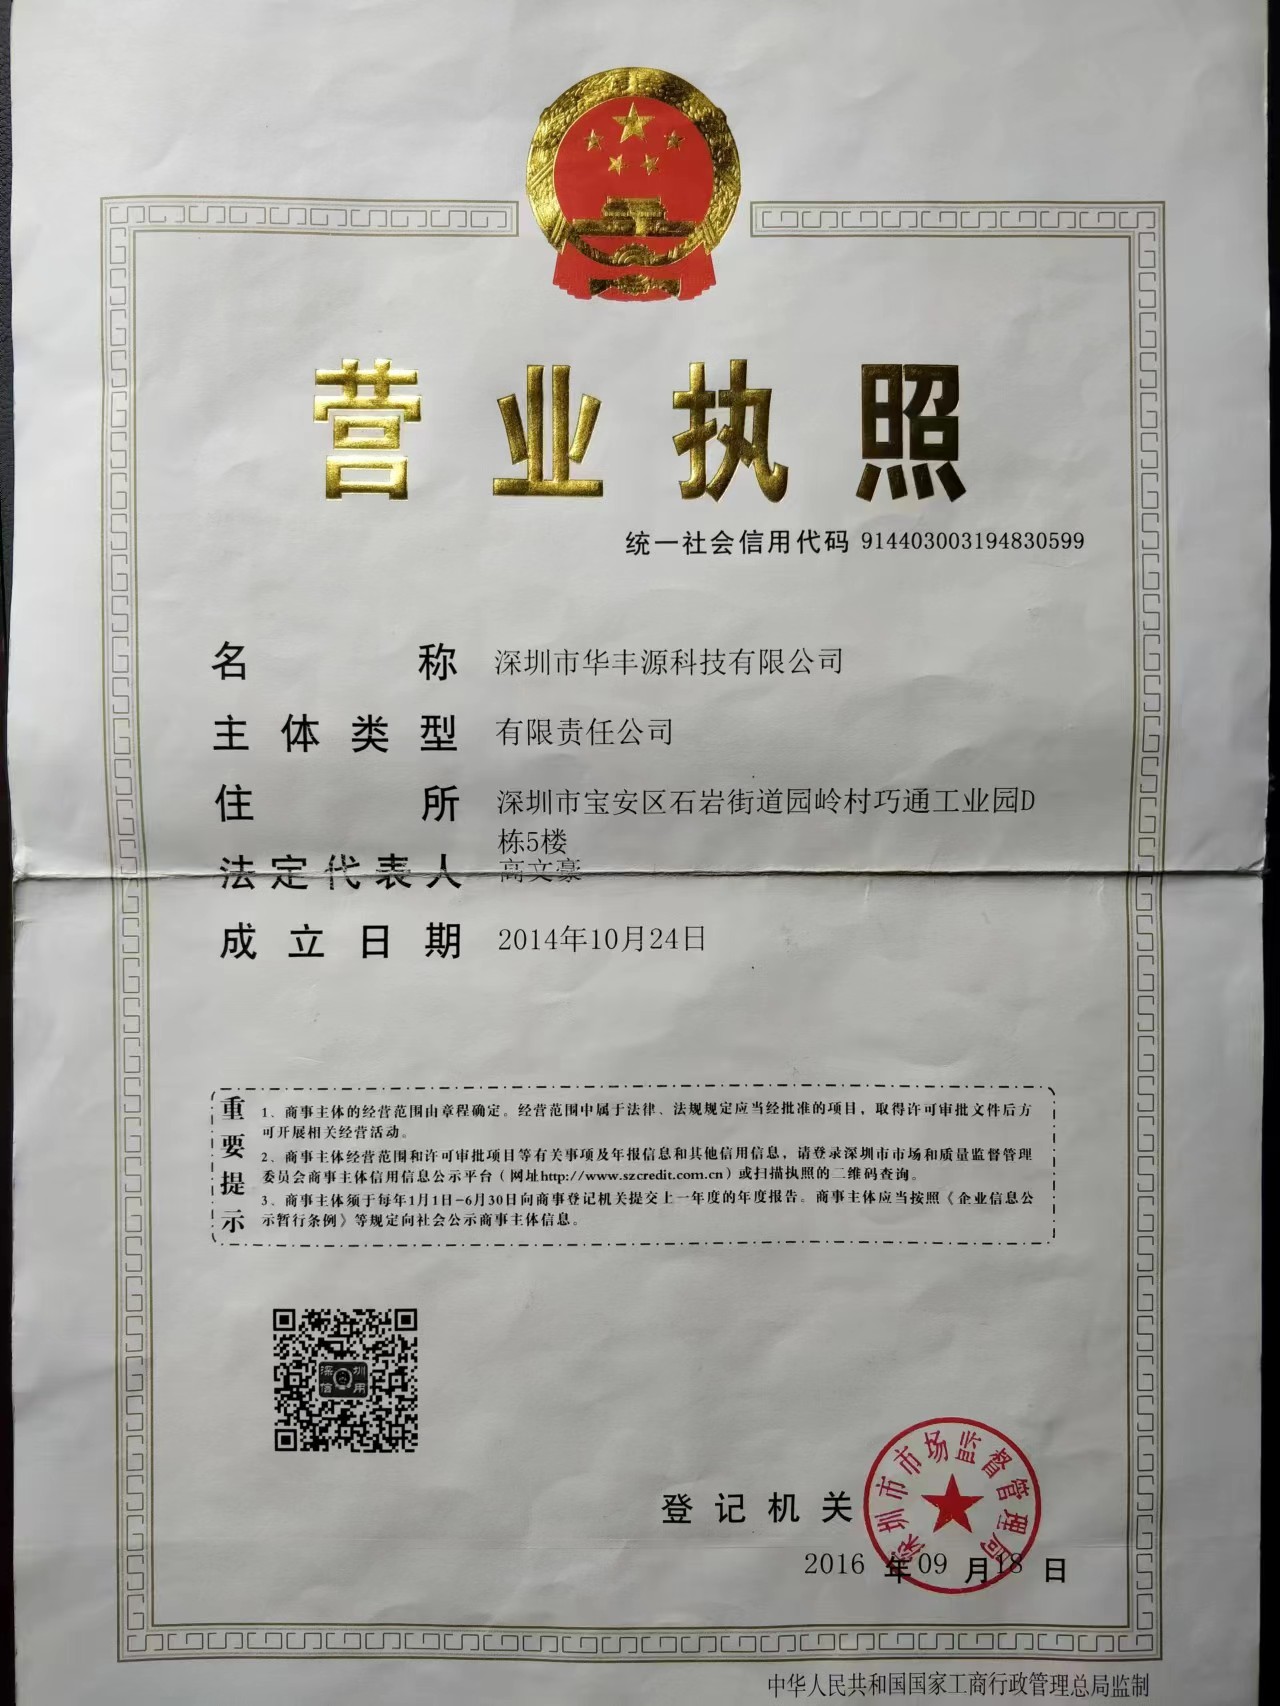 营业执照
统一社会信用代码 914403003194830599
名称 深圳市华丰源科技有限公司
主体类型 有限责任公司
住所 深圳市宝安区石岩街道园岭村巧通工业园D
栋5楼
法定代表人 高文豪
成立日期 2014年10月24日
重要提示
1、商事主体的经营范围由章程确定。经营范围中属于法律、法规规定应当经批准的项目，取得许可审批文件后方
可开展相关经营活动。
2、商事主体经营范围和许可审批项目等有关事项及年报信息和其他信用信息，请登录深圳市市场和质量监督管理
委员会商事主体信用信息公示平台（网址http://www.szcredit.com.cn）或扫描执照的二维码查询。
3、商事主体须于每年1月1日-6月30日向商事登记机关提交上一年度的年度报告。商事主体应当按照《企业信息公
示暂行条例》等规定向社会公示商事主体信息。
深圳
信用
登记机关
深圳市市场监督管理局
2016 年 09 月 18 日
中华人民共和国国家工商行政管理总局监制